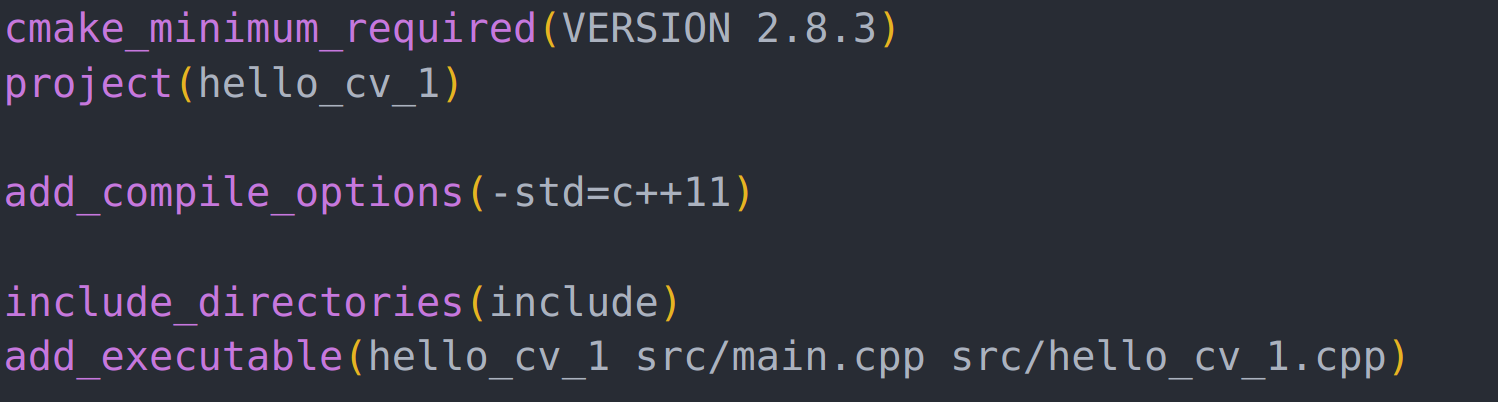 cmake_minimum_required(VERSION 2.8.3)
project(hello_cv_1)
add_compile_options(-std=c++11)
include_directories(include)
add_executable(hello_cv_1 src/main.cpp src/hello_cv_1.cpp)